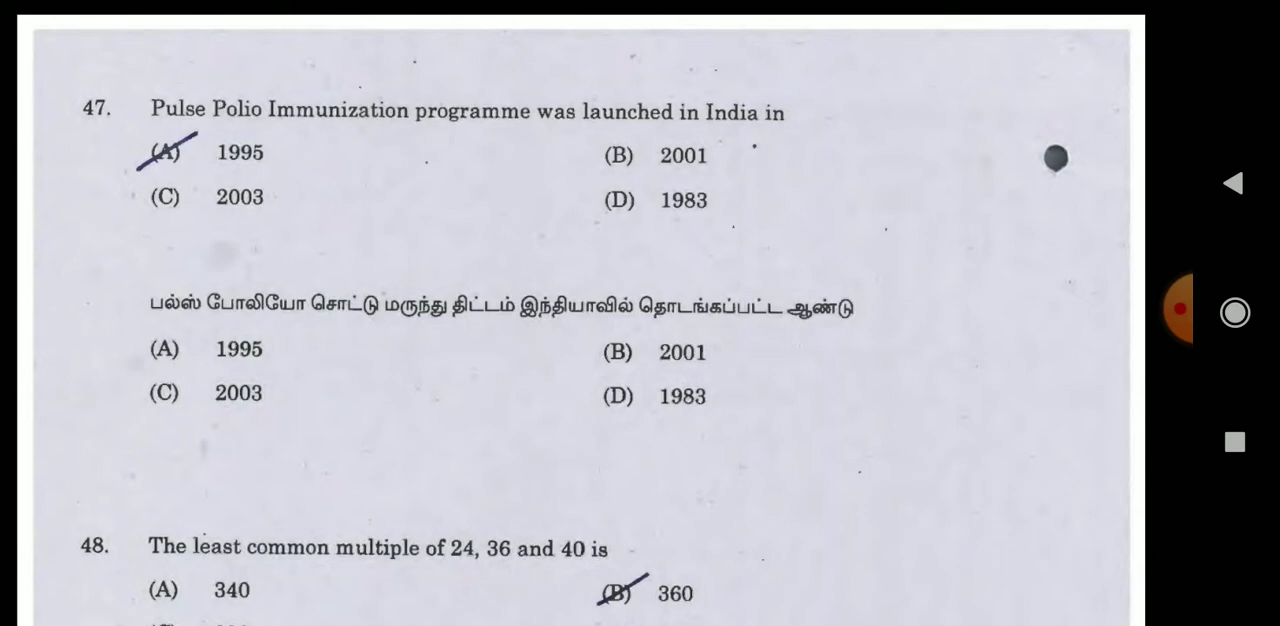 47. Pulse Polio Immunization programme was launched in India in
(A) 1995 (B) 2001
(C) 2003 (D) 1983
பல்ஸ் போலியோ சொட்டு மருந்து திட்டம் இந்தியாவில் தொடங்கப்பட்ட ஆண்டு
(A) 1995 (B) 2001
(C) 2003 (D) 1983
48. The least common multiple of 24, 36 and 40 is
(A) 340 (B) 360